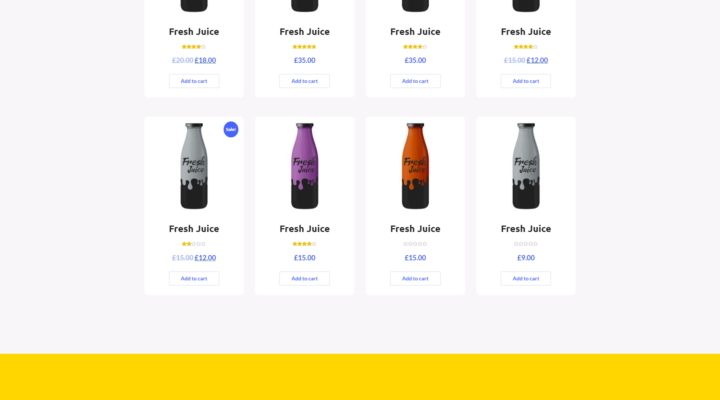 Fresh Juice Fresh Juice Fresh Juice Fresh Juice
£20.00 £18.00 £35.00 £35.00 £15.00 £12.00
Add to cart Add to cart Add to cart Add to cart
Sale!
Fresh Fresh Fresh Fresh
Juice Juice Juice Juice
Fresh Juice Fresh Juice Fresh Juice Fresh Juice
£15.00 £12.00 £15.00 £15.00 £9.00
Add to cart Add to cart Add to cart Add to cart